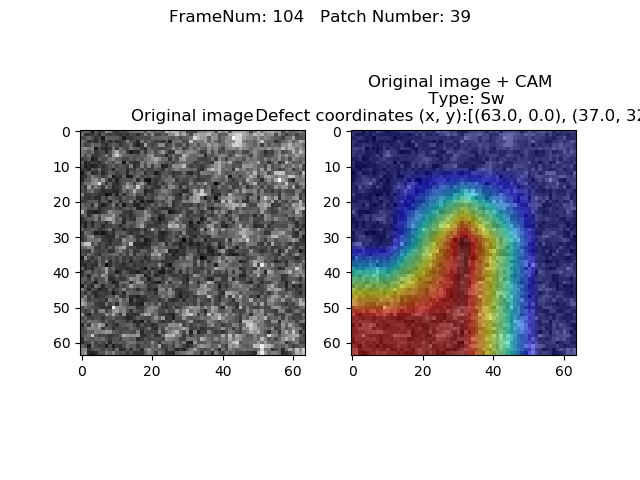 FrameNum: 104   Patch Number: 39
Original image + CAM
Type: Sw
Original image
Defect coordinates (x, y):[(63.0, 0.0), (37.0, 32
0
10
20
30
40
50
60
0 20 40 60
0
10
20
30
40
50
60
0 20 40 60